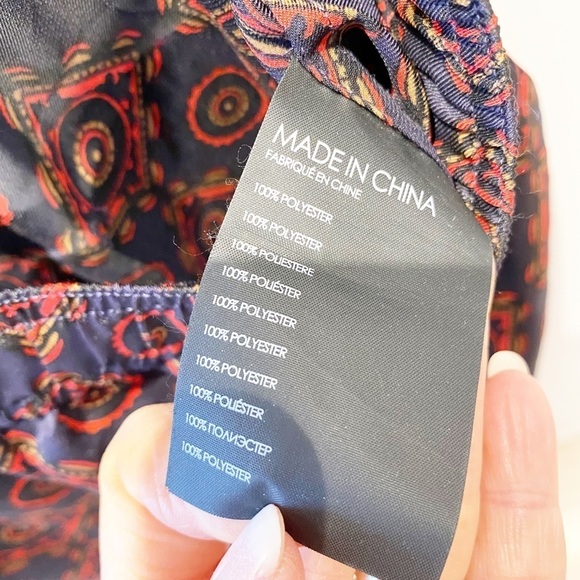 MADE IN CHINA
FABRIQUÉ EN CHINE
100% POLYESTER
100% POLYESTER
100% POLIESTERE
100% POLIÉSTER
100% POLYESTER
100% POLYESTER
100% POLYESTER
100% POLIÉSTER
100% ПОЛИЭСТЕР
100% POLYESTER